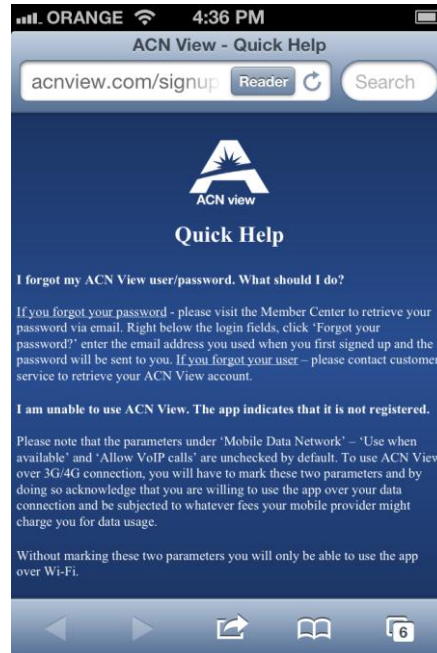 ORANGE 4:36 PM
ACN View - Quick Help
acnview.com/signup Reader Search
ACN view
Quick Help
I forgot my ACN View user/password. What should I do?
If you forgot your password - please visit the Member Center to retrieve your
password via email. Right below the login fields, click ‘Forgot your
password?’ enter the email address you used when you first signed up and the
password will be sent to you. If you forgot your user – please contact customer
service to retrieve your ACN View account.
I am unable to use ACN View. The app indicates that it is not registered.
Please note that the parameters under ‘Mobile Data Network’ – ‘Use when
available’ and ‘Allow VoIP calls’ are unchecked by default. To use ACN View
over 3G/4G connection, you will have to mark these two parameters and by
doing so acknowledge that you are willing to use the app over your data
connection and be subjected to whatever fees your mobile provider might
charge you for data usage.
Without marking these two parameters you will only be able to use the app
over Wi-Fi.
6